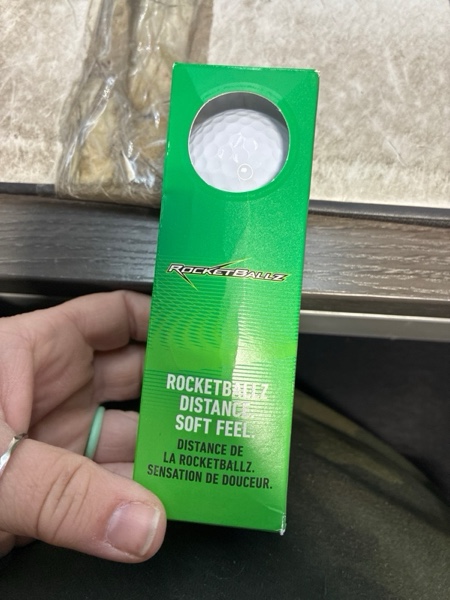 ROCKETBALLZ
ROCKETBALLZ
DISTANCE.
SOFT FEEL.
DISTANCE DE
LA ROCKETBALLZ.
SENSATION DE DOUCEUR.